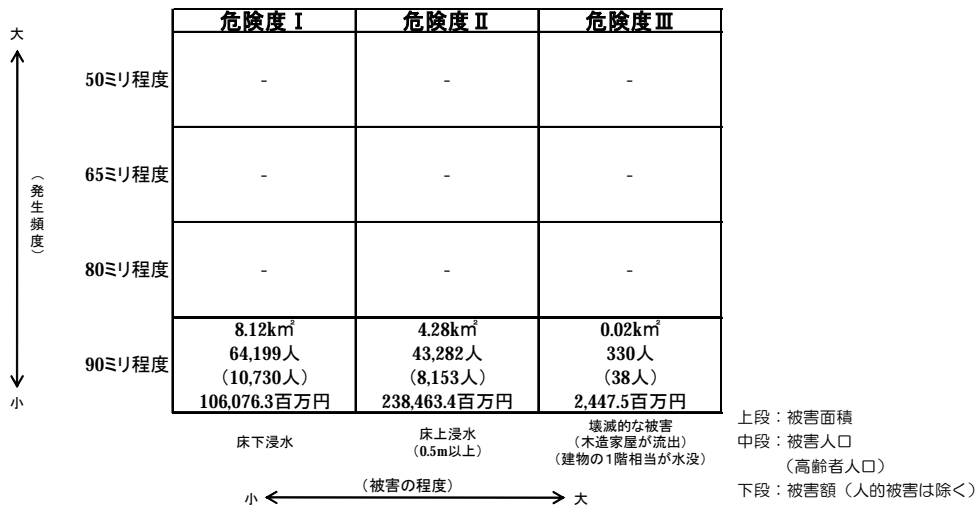 危険度Ⅰ 危険度Ⅱ 危険度Ⅲ
大
50ミリ程度 - - -
65ミリ程度 - - -
（発生頻度）
80ミリ程度 - - -
90ミリ程度
8.12k㎡ 4.28k㎡ 0.02k㎡
64,199人 43,282人 330人
（10,730人） （8,153人） （38人）
106,076.3百万円 238,463.4百万円 2,447.5百万円
小
床下浸水
床上浸水
（0.5m以上）
壊滅的な被害
（木造家屋が流出）
（建物の１階相当が水没）
（被害の程度）
小 大
上段：被害面積
中段：被害人口
（高齢者人口）
下段：被害額（人的被害は除く）